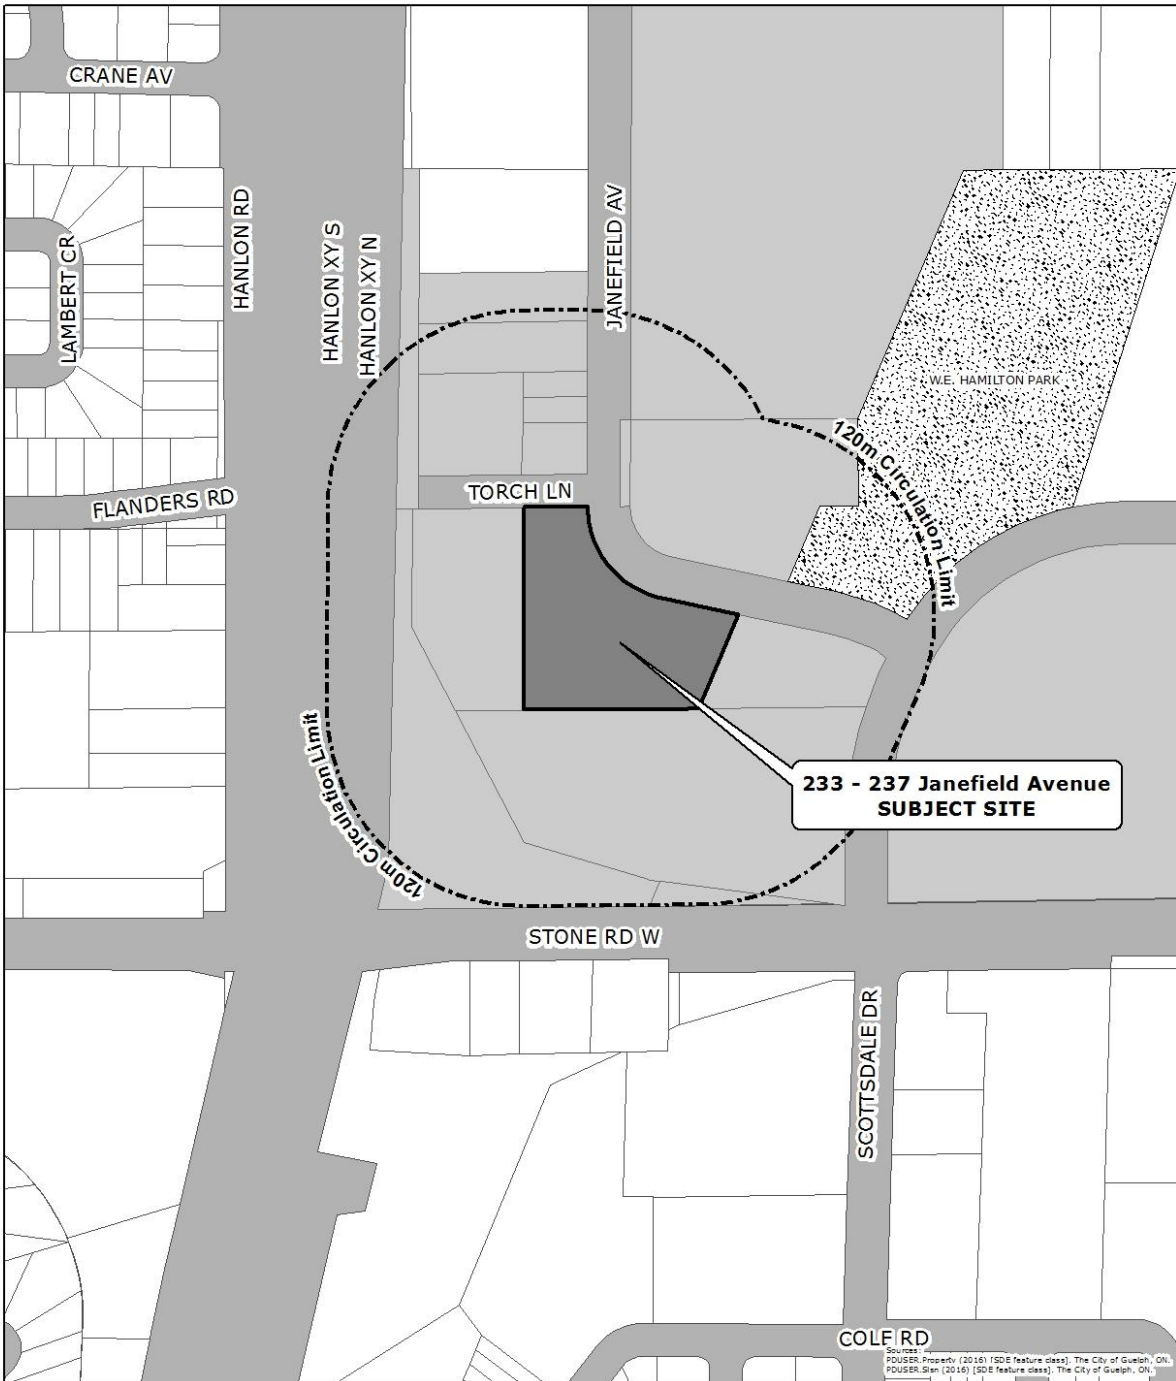 CRANE AV
HANLON RD
LAMBERT CR
HANLON XY S
HANLON XY N
JANEFIELD AV
W.E. HAMILTON PARK
120m Circulation Limit
FLANDERS RD
TORCH LN
120m Circulation Limit
233 - 237 Janefield Avenue
SUBJECT SITE
STONE RD W
SCOTTSDALE DR
COLE RD
Sources:
PDUSER.Property (2016) [SDE feature class]. The City of Guelph, ON.
PDUSER.Slsn (2016) [SDE feature class]. The City of Guelph, ON.